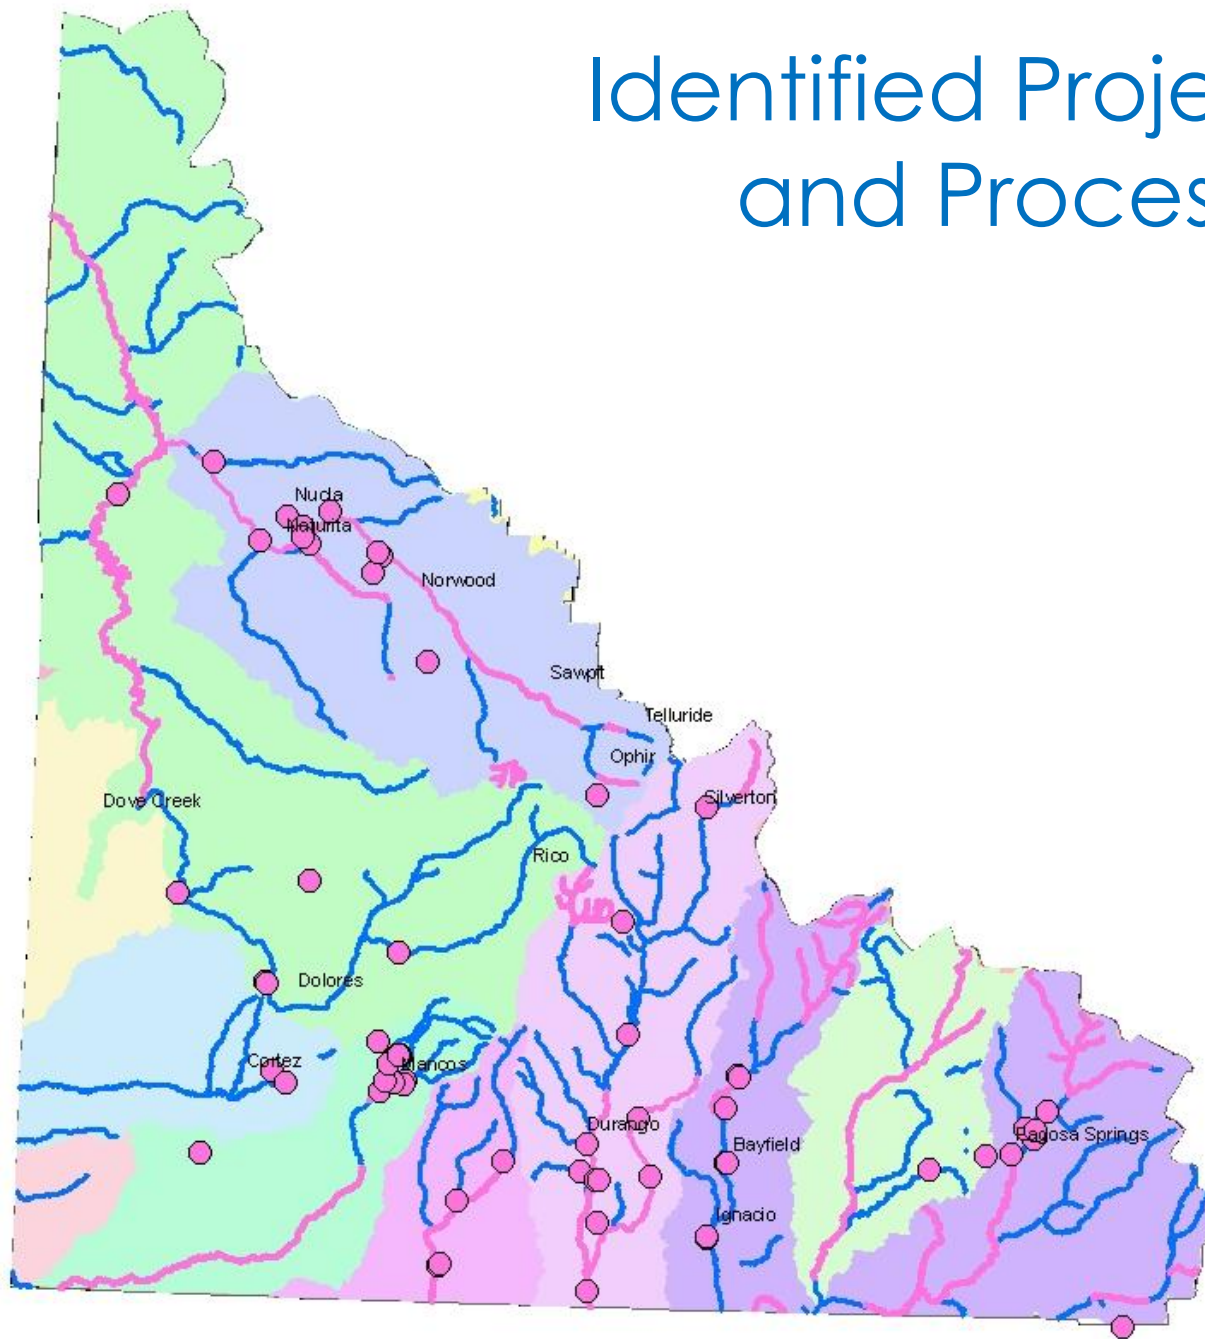 Identified Proje
and Proces
Nucla
Naturita
Norwood
Sawpit
Telluride
Ophir
Dove Creek
Silverton
Rico
Dolores
Cortez
Mancos
Durango
Pagosa Springs
Bayfield
Ignacio